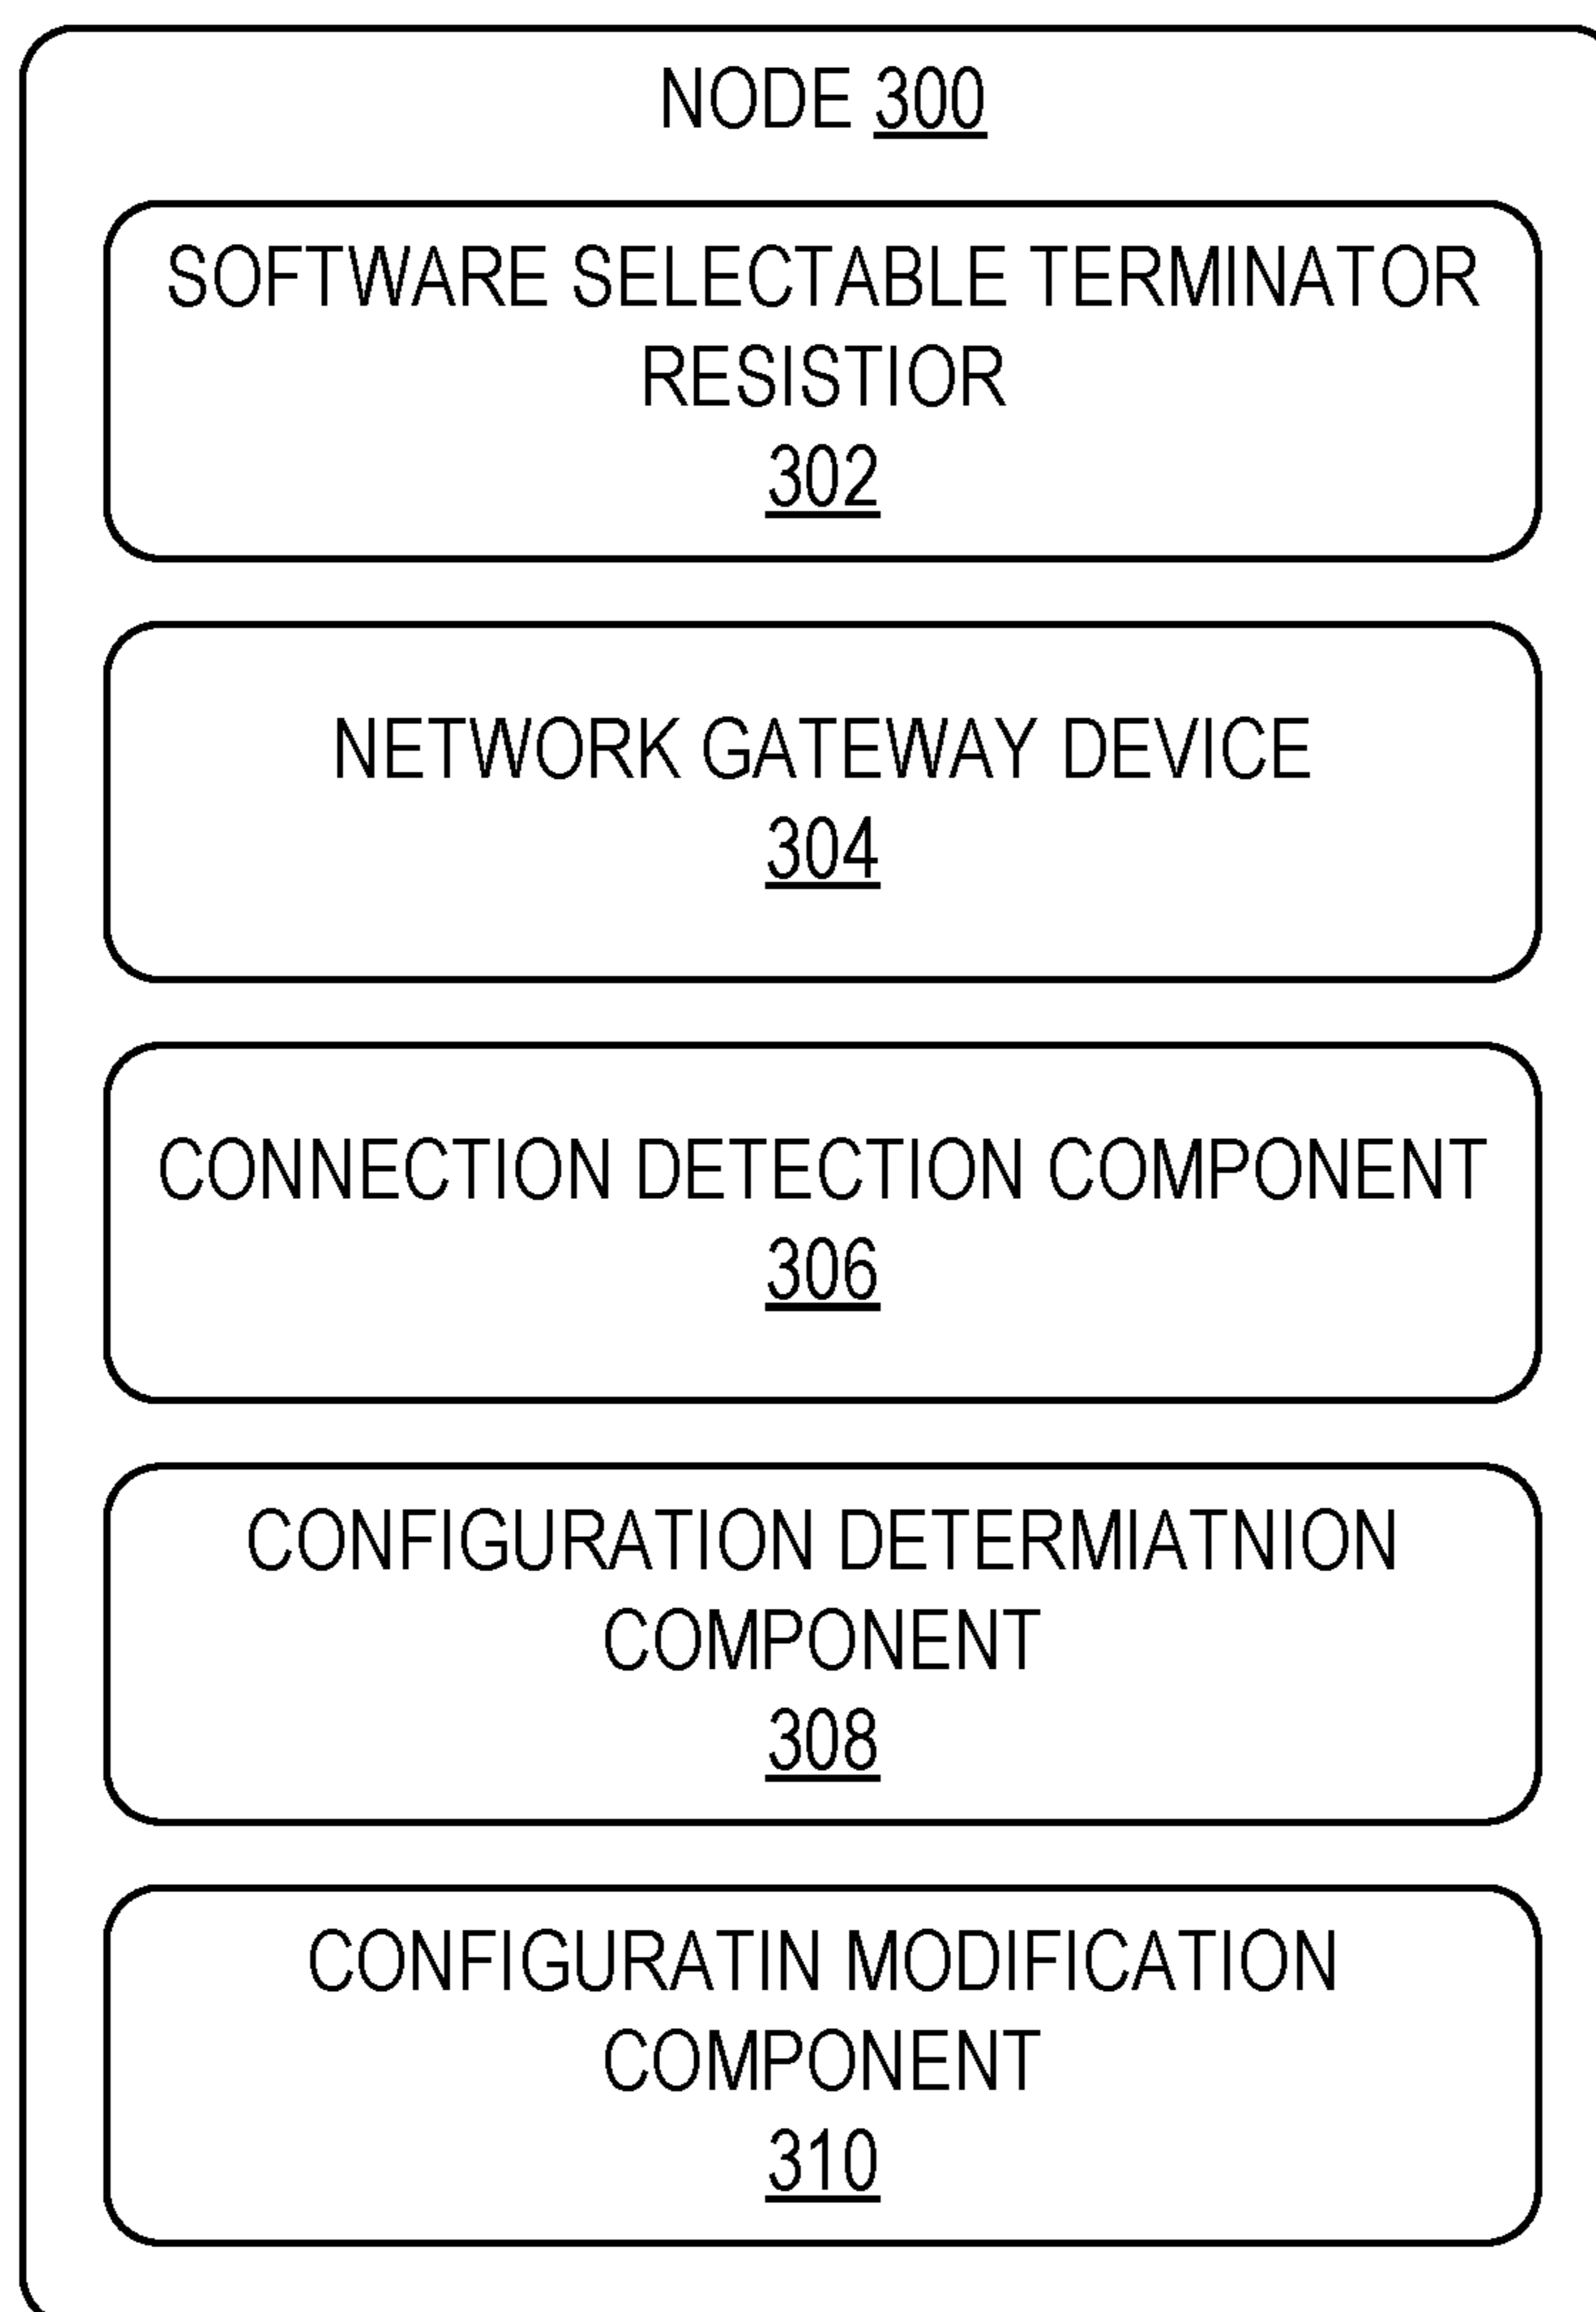 NODE 300
SOFTWARE SELECTABLE TERMINATOR
RESISTIOR
302
NETWORK GATEWAY DEVICE
304
CONNECTION DETECTION COMPONENT
306
CONFIGURATION DETERMIATNION
COMPONENT
308
CONFIGURATIN MODIFICATION
COMPONENT
310